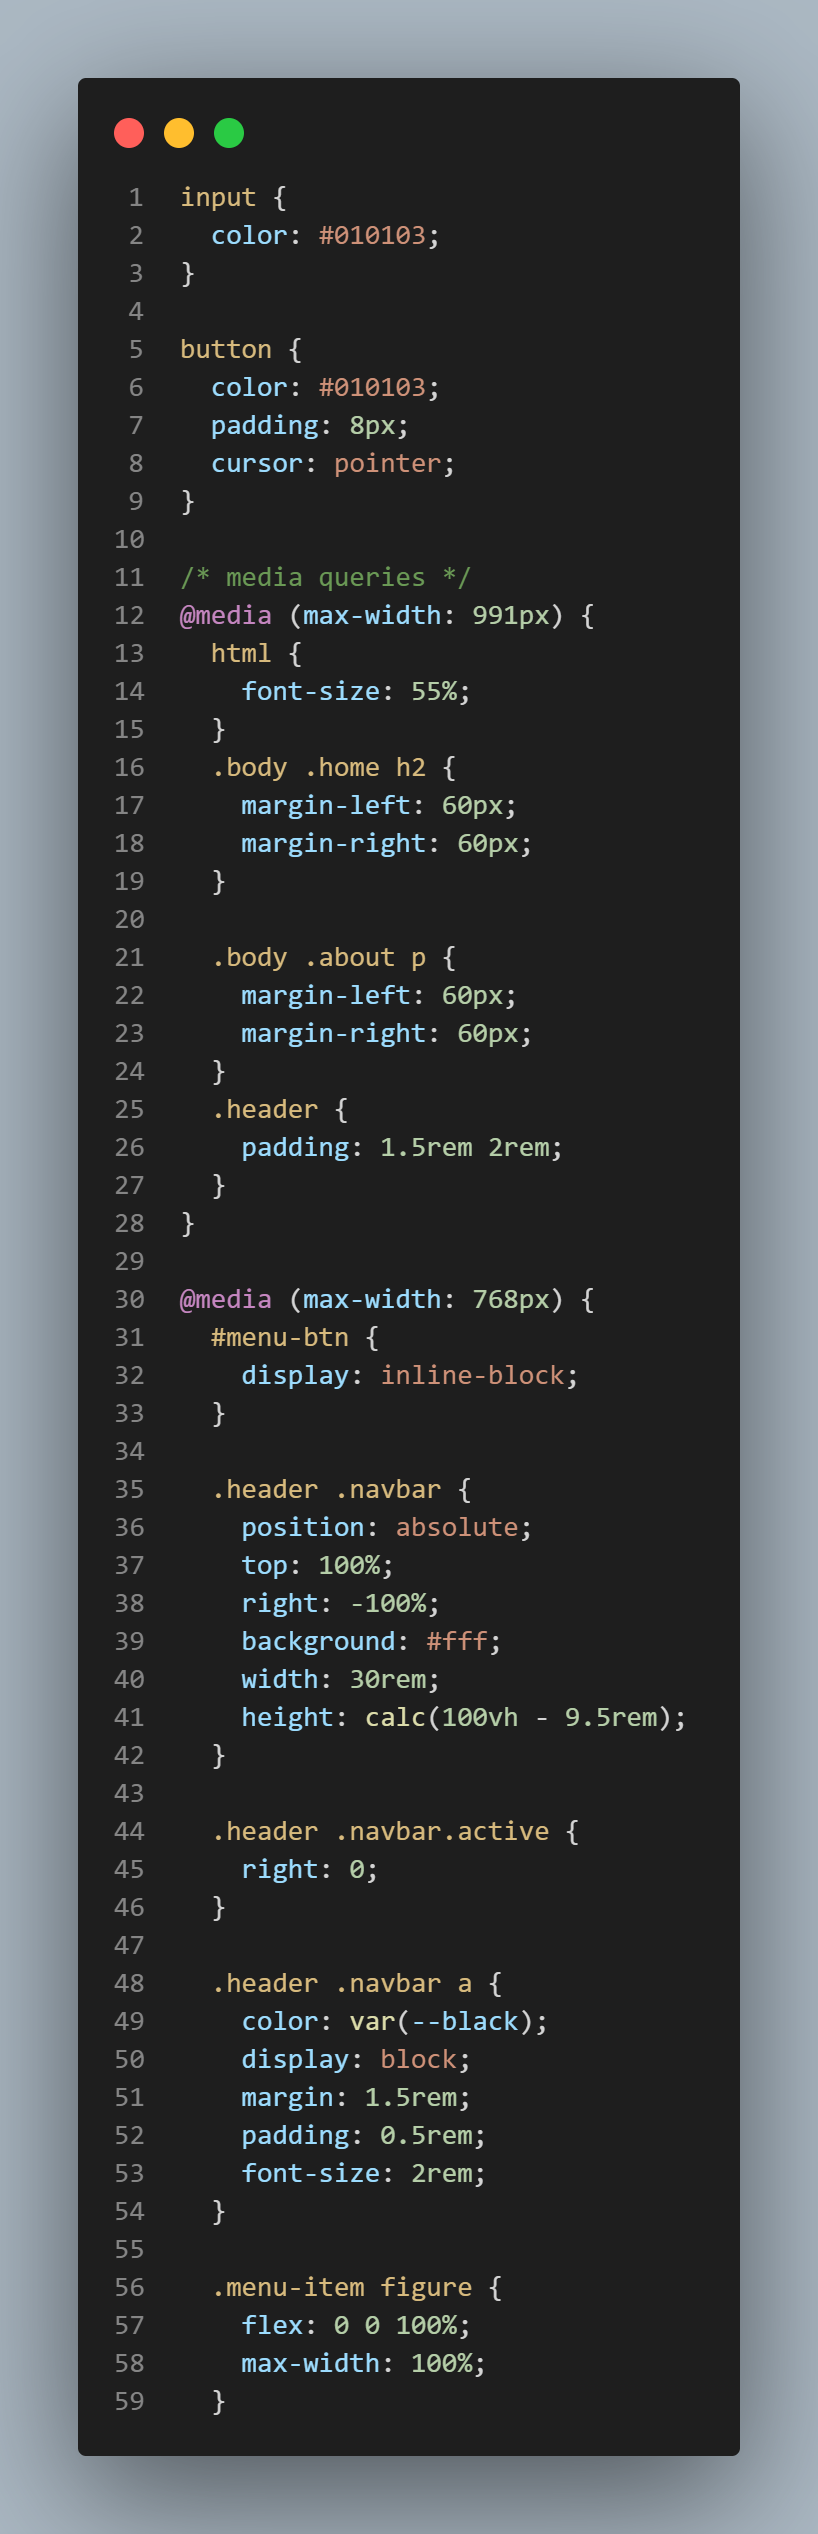 1 input {
2   color: #010103;
3 }
4
5 button {
6   color: #010103;
7   padding: 8px;
8   cursor: pointer;
9 }
10
11 /* media queries */
12 @media (max-width: 991px) {
13   html {
14     font-size: 55%;
15   }
16   .body .home h2 {
17     margin-left: 60px;
18     margin-right: 60px;
19   }
20
21   .body .about p {
22     margin-left: 60px;
23     margin-right: 60px;
24   }
25   .header {
26     padding: 1.5rem 2rem;
27   }
28 }
29
30 @media (max-width: 768px) {
31   #menu-btn {
32     display: inline-block;
33   }
34
35   .header .navbar {
36     position: absolute;
37     top: 100%;
38     right: -100%;
39     background: #fff;
40     width: 30rem;
41     height: calc(100vh - 9.5rem);
42   }
43
44   .header .navbar.active {
45     right: 0;
46   }
47
48   .header .navbar a {
49     color: var(--black);
50     display: block;
51     margin: 1.5rem;
52     padding: 0.5rem;
53     font-size: 2rem;
54   }
55
56   .menu-item figure {
57     flex: 0 0 100%;
58     max-width: 100%;
59   }